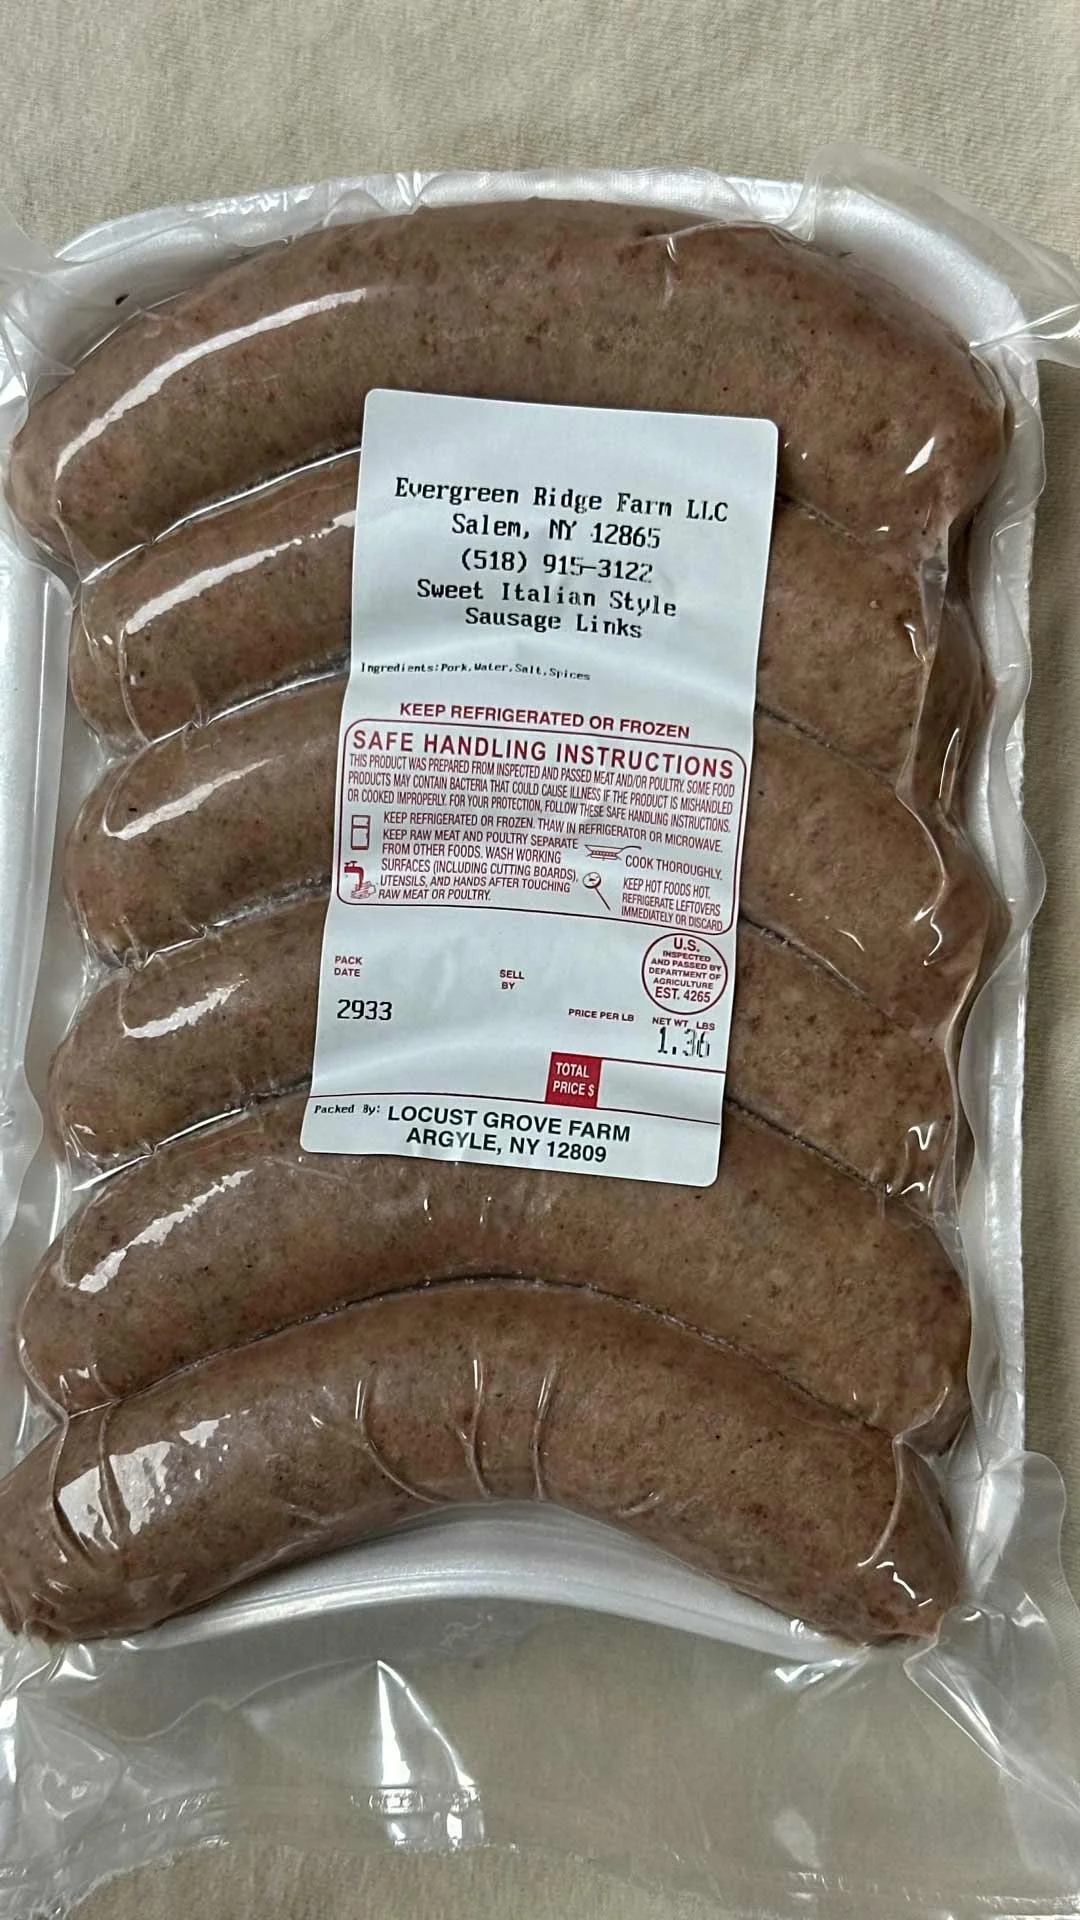 Evergreen Ridge Farm LLC
Salem, NY 12865
(518) 915-3122
Sweet Italian Style
Sausage Links
Ingredients:Pork,Water,Salt,Spices
KEEP REFRIGERATED OR FROZEN
SAFE HANDLING INSTRUCTIONS
THIS PRODUCT WAS PREPARED FROM INSPECTED AND PASSED MEAT AND/OR POULTRY. SOME FOOD
PRODUCTS MAY CONTAIN BACTERIA THAT COULD CAUSE ILLNESS IF THE PRODUCT IS MISHANDLED
OR COOKED IMPROPERLY. FOR YOUR PROTECTION, FOLLOW THESE SAFE HANDLING INSTRUCTIONS.
KEEP REFRIGERATED OR FROZEN. THAW IN REFRIGERATOR OR MICROWAVE.
KEEP RAW MEAT AND POULTRY SEPARATE
FROM OTHER FOODS. WASH WORKING
SURFACES (INCLUDING CUTTING BOARDS),
UTENSILS, AND HANDS AFTER TOUCHING
RAW MEAT OR POULTRY.
COOK THOROUGHLY.
KEEP HOT FOODS HOT.
REFRIGERATE LEFTOVERS
IMMEDIATELY OR DISCARD
U.S.
INSPECTED
AND PASSED BY
DEPARTMENT OF
AGRICULTURE
EST. 4265
PACK
DATE
SELL
BY
2933
PRICE PER LB
NET WT LBS
1.36
TOTAL
PRICE $
Packed By: LOCUST GROVE FARM
ARGYLE, NY 12809